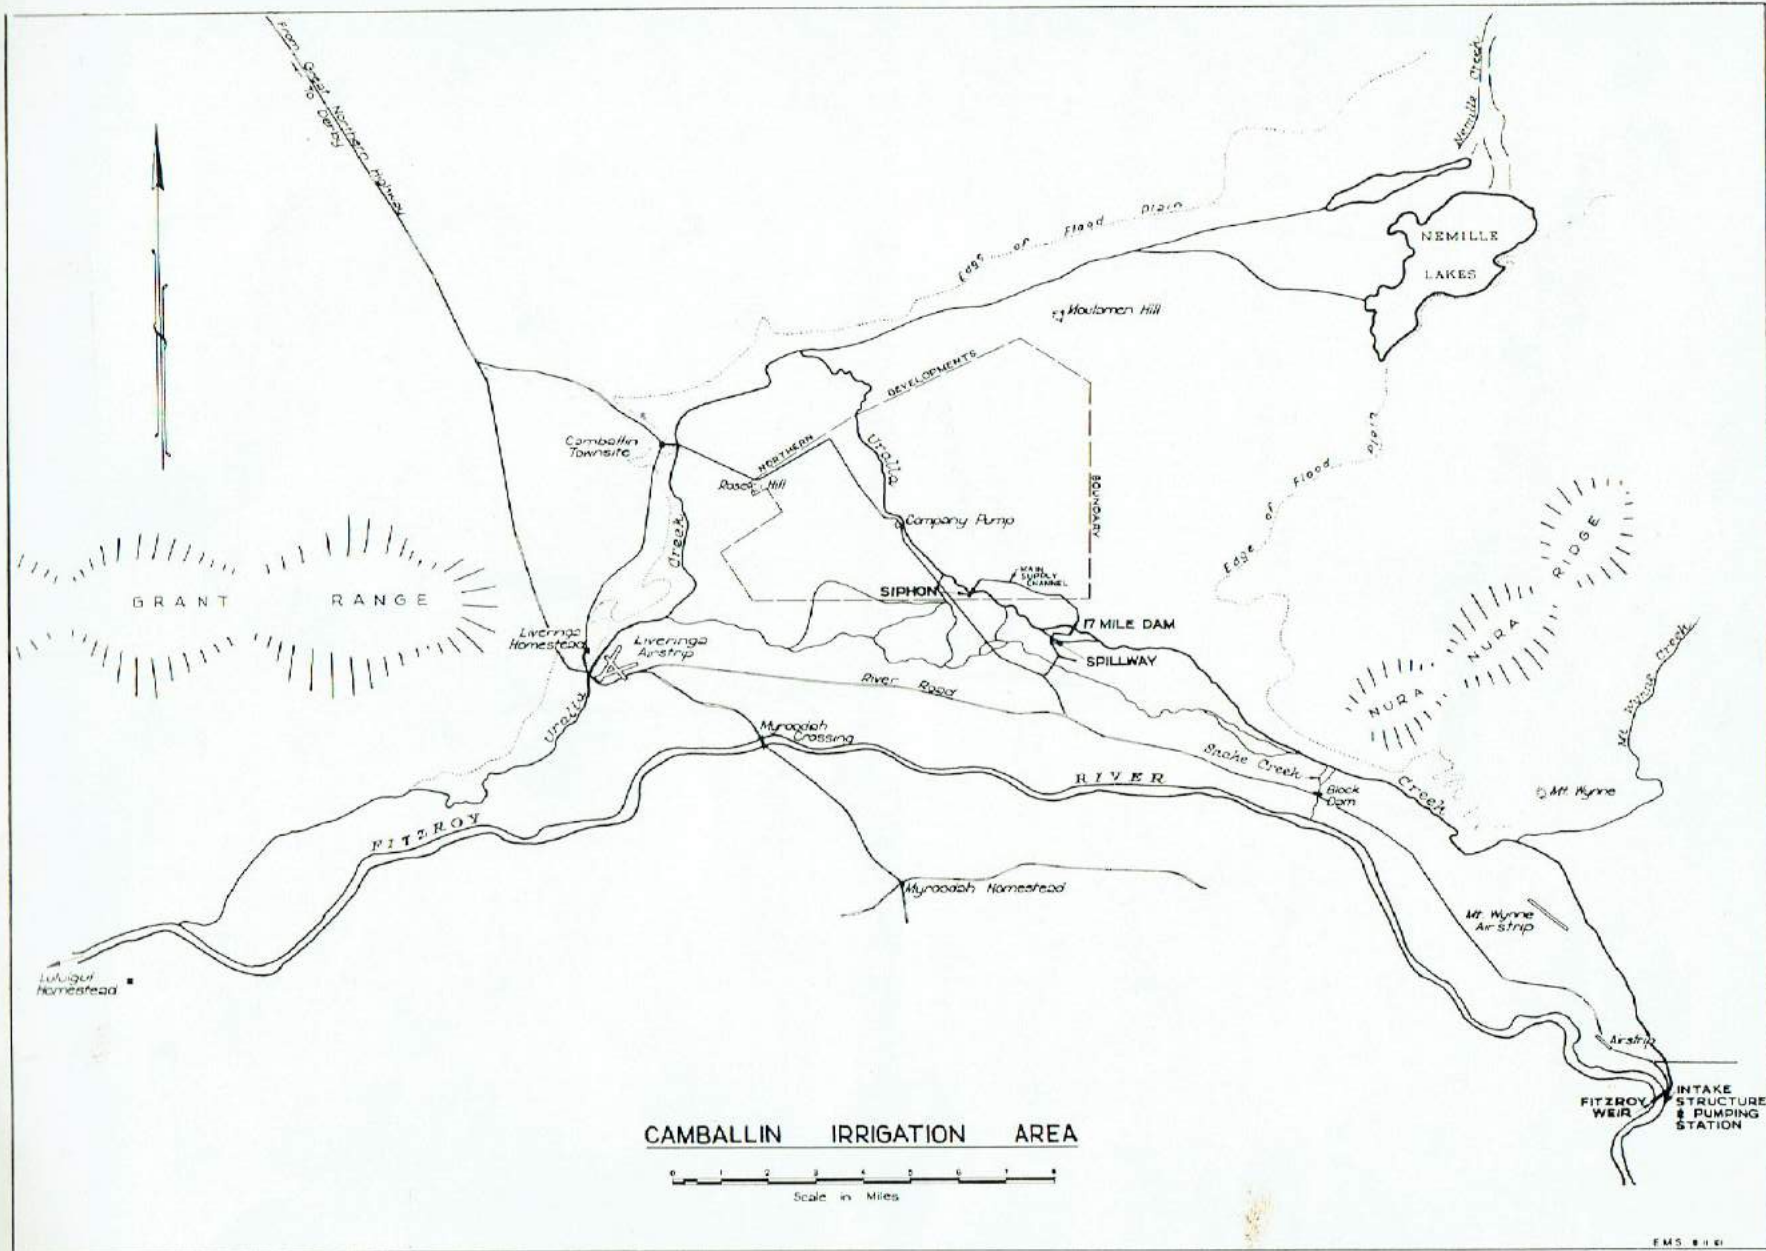 From Great Northern Highway
to Derby
Nemille Creek
Edge of Flood Plain
NEMILLE
LAKES
Moulamen Hill
NORTHERN DEVELOPMENTS
BOUNDARY
Camballin
Townsite
Uralla
Rose Hill
Edge of Flood Plain
Company Pump
Creek
MAIN
SUPPLY
CHANNEL
SIPHON
GRANT RANGE
NURA NURA RIDGE
17 MILE DAM
SPILLWAY
Liveringa
Homestead
Liveringa
Airstrip
River Road
Mt Wynne Creek
Uralla
Myroodah
Crossing
Snake Creek
RIVER
Creek
Block
Dam
Mt. Wynne
FITZROY
Myroodah Homestead
Mt. Wynne
Airstrip
Luluigui
Homestead
Airstrip
FITZROY
WEIR
INTAKE
STRUCTURE
& PUMPING
STATION
CAMBALLIN IRRIGATION AREA
0 1 2 3 4 5 6 7 8
Scale in Miles
E.M.S.